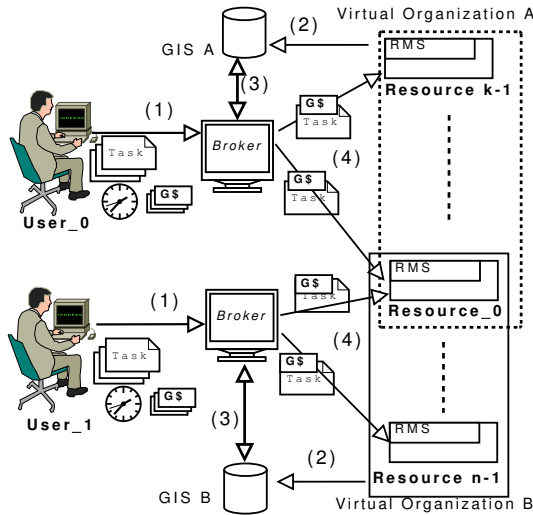 Virtual Organization A
(2)
RMS
GIS A
Resource k-1
(3)
(1)
G$
Task
Broker
Task
(4)
G$
Task
G$
User_0
RMS
G$
(1)
Resource_0
Broker
(4)
Task
G$
Task
G$
RMS
(3)
User_1
(2)
Resource n-1
GIS B
Virtual Organization B